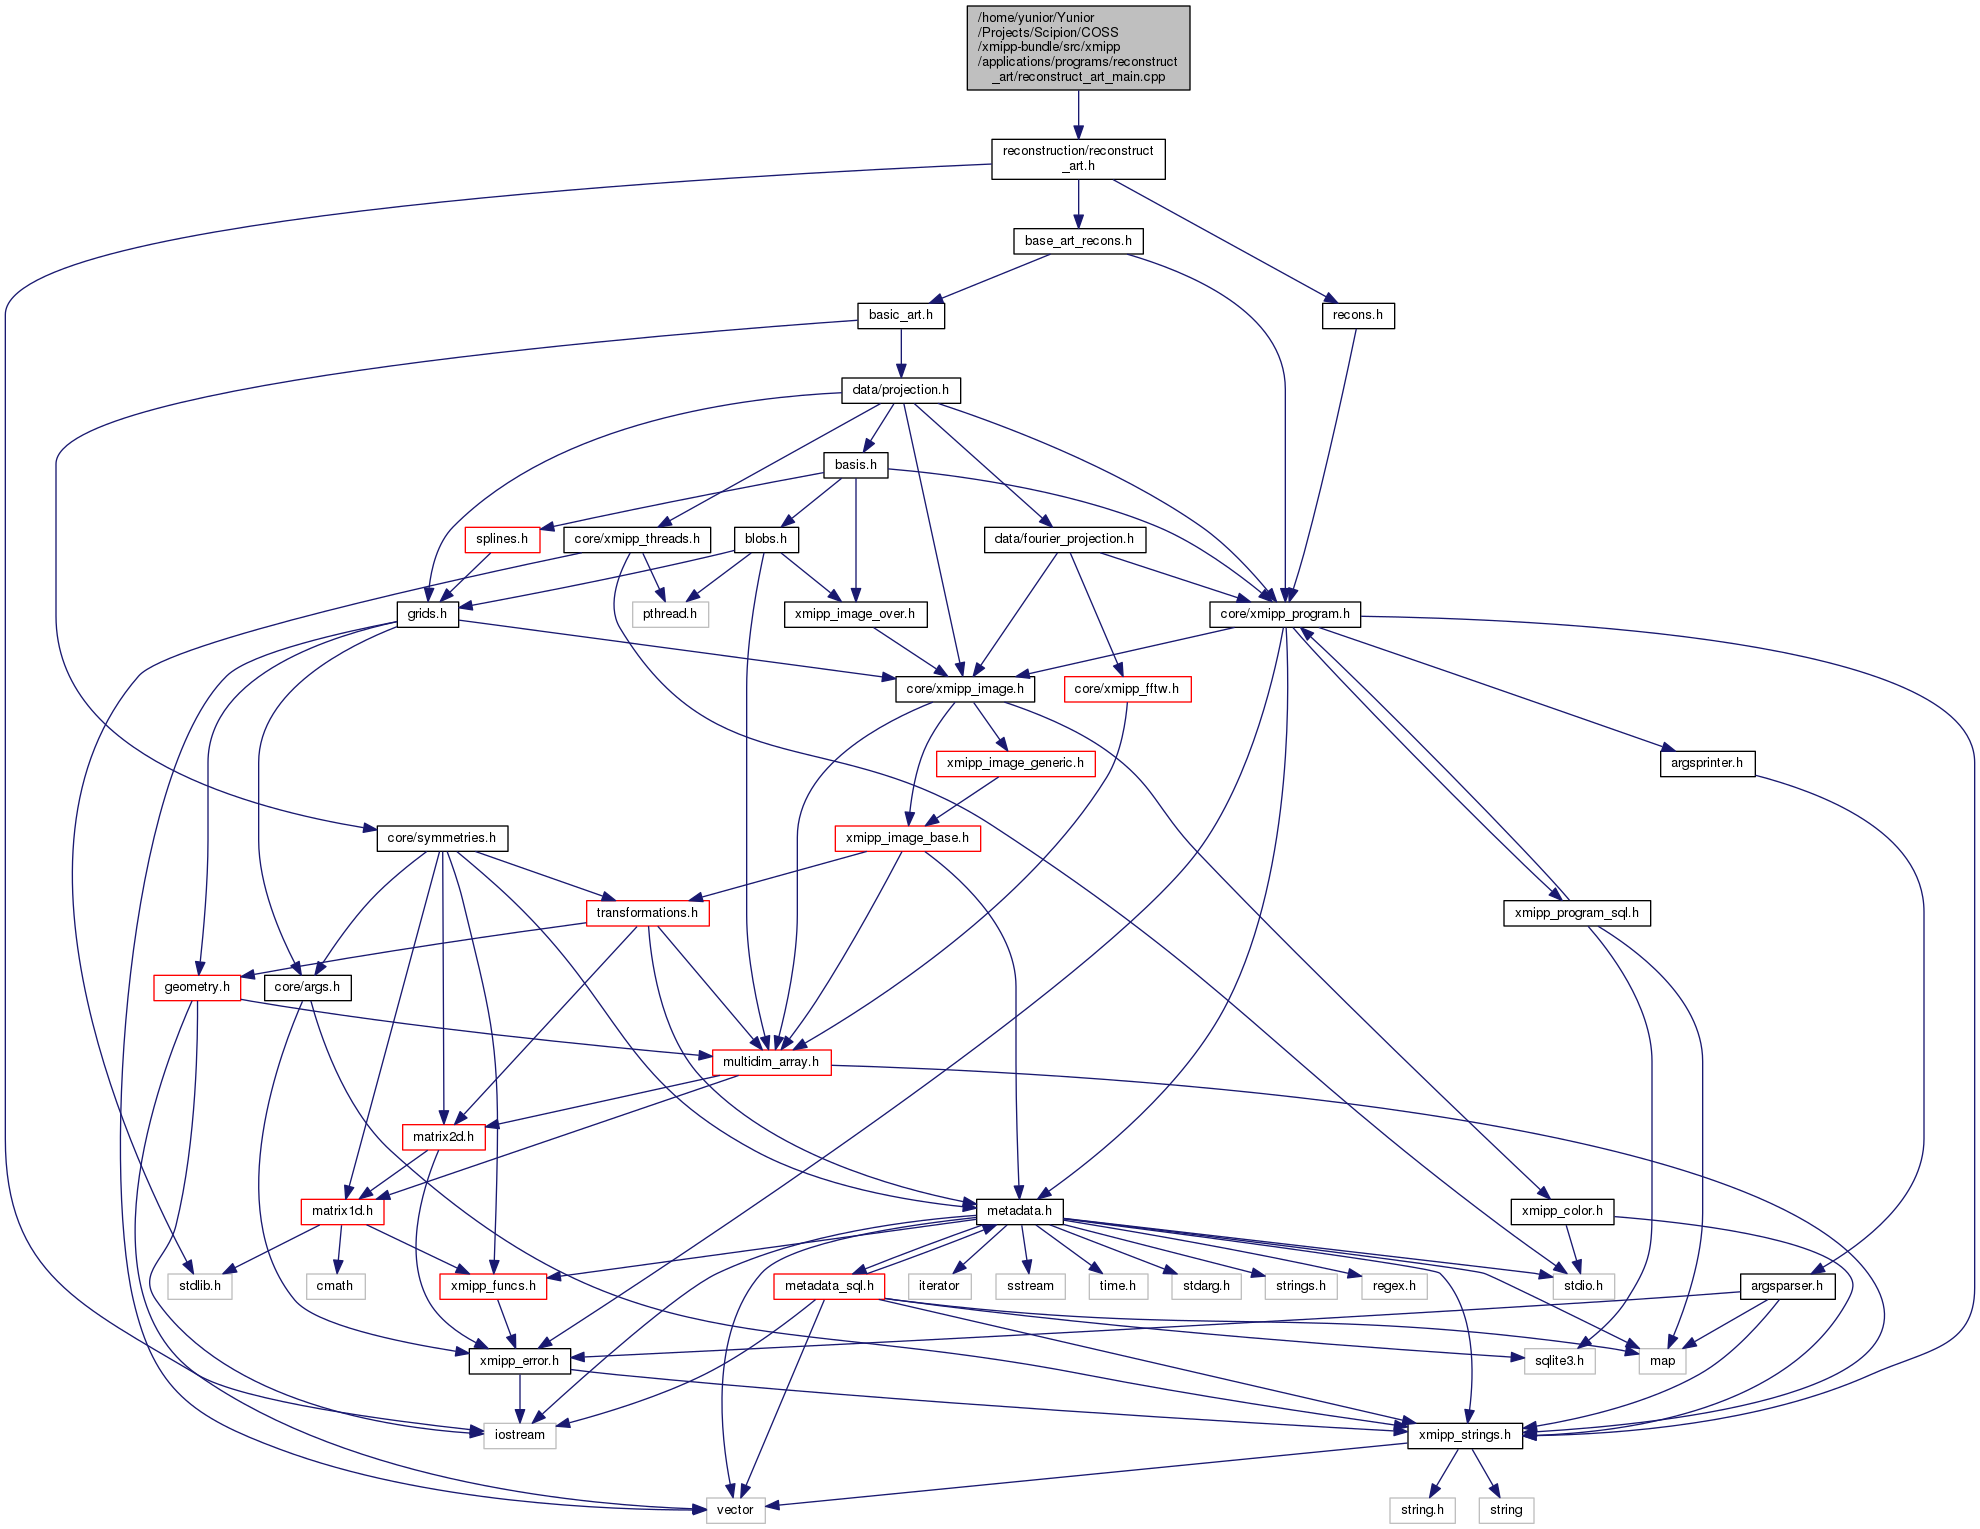 /home/yunior/Yunior
/Projects/Scipion/COSS
/xmipp-bundle/src/xmipp
/applications/programs/reconstruct
_art/reconstruct_art_main.cpp
reconstruction/reconstruct
_art.h
base_art_recons.h
basic_art.h
recons.h
data/projection.h
basis.h
splines.h
core/xmipp_threads.h
blobs.h
data/fourier_projection.h
grids.h
pthread.h
xmipp_image_over.h
core/xmipp_program.h
core/xmipp_image.h
core/xmipp_fftw.h
xmipp_image_generic.h
argsprinter.h
core/symmetries.h
xmipp_image_base.h
transformations.h
xmipp_program_sql.h
geometry.h
core/args.h
multidim_array.h
matrix2d.h
matrix1d.h
metadata.h
xmipp_color.h
stdlib.h
cmath
xmipp_funcs.h
metadata_sql.h
iterator
sstream
time.h
stdarg.h
strings.h
regex.h
stdio.h
argsparser.h
xmipp_error.h
sqlite3.h
map
iostream
xmipp_strings.h
vector
string.h
string